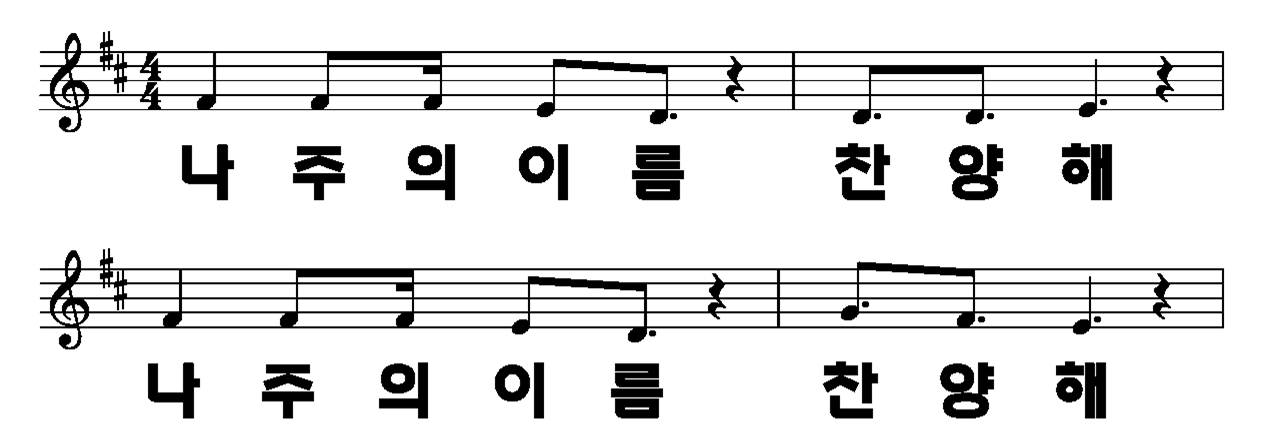 나 주 의 이 름 찬 양 해
나 주 의 이 름 찬 양 해